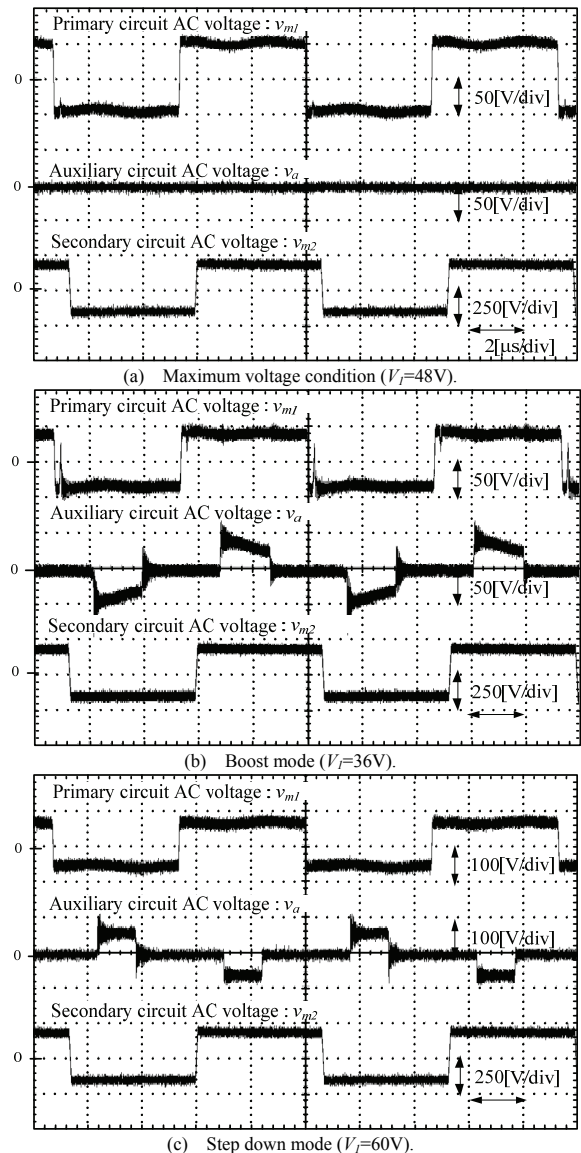 Primary circuit AC voltage : vm1
0
50[V/div]
Auxiliary circuit AC voltage : va
0
50[V/div]
Secondary circuit AC voltage : vm2
0
250[V/div]
2[μs/div]
(a) Maximum voltage condition (V1=48V).
Primary circuit AC voltage : vm1
0
50[V/div]
Auxiliary circuit AC voltage : va
0
50[V/div]
Secondary circuit AC voltage : vm2
0
250[V/div]
(b) Boost mode (V1=36V).
Primary circuit AC voltage : vm1
0
100[V/div]
Auxiliary circuit AC voltage : va
100[V/div]
0
Secondary circuit AC voltage : vm2
0
250[V/div]
(c) Step down mode (V1=60V).